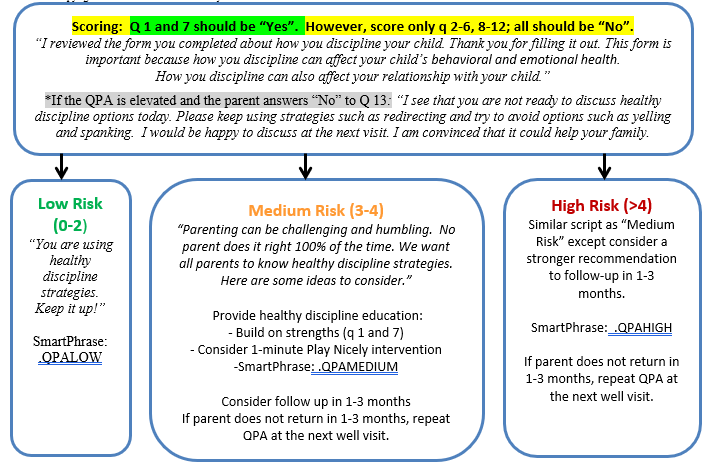 Scoring: Q 1 and 7 should be “Yes”. However, score only q 2-6, 8-12; all should be “No”.
“I reviewed the form you completed about how you discipline your child. Thank you for filling it out. This form is
important because how you discipline can affect your child’s behavioral and emotional health.
How you discipline can also affect your relationship with your child.”
*If the QPA is elevated and the parent answers “No” to Q 13: “I see that you are not ready to discuss healthy
discipline options today. Please keep using strategies such as redirecting and try to avoid options such as yelling
and spanking. I would be happy to discuss at the next visit. I am convinced that it could help your family.
Low Risk
(0-2)
“You are using
healthy
discipline
strategies.
Keep it up!”
SmartPhrase:
.QPALOW
Medium Risk (3-4)
“Parenting can be challenging and humbling. No
parent does it right 100% of the time. We want
all parents to know healthy discipline strategies.
Here are some ideas to consider.”
Provide healthy discipline education:
- Build on strengths (q 1 and 7)
- Consider 1-minute Play Nicely intervention
-SmartPhrase: .QPAMEDIUM
Consider follow up in 1-3 months
If parent does not return in 1-3 months, repeat
QPA at the next well visit.
High Risk (>4)
Similar script as “Medium
Risk” except consider a
stronger recommendation
to follow-up in 1-3
months.
SmartPhrase: .QPAHIGH
If parent does not return in
1-3 months, repeat QPA at
the next well visit.